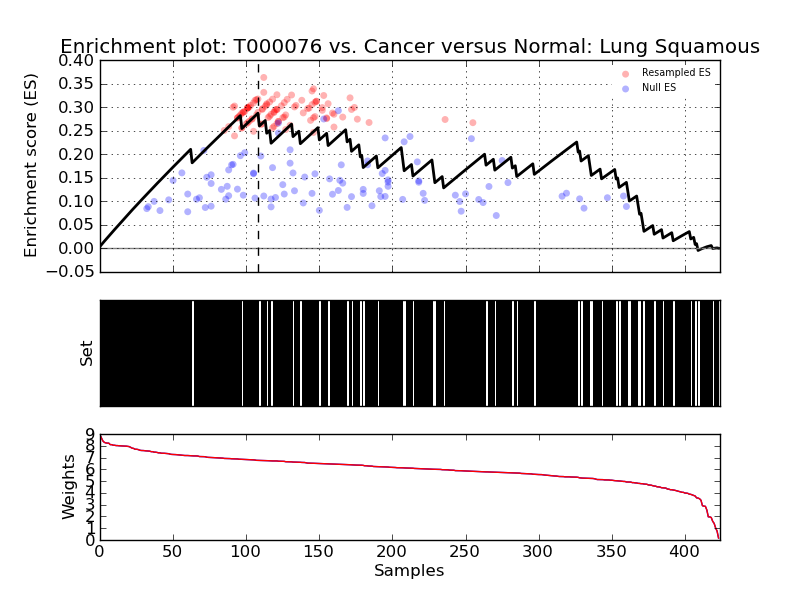 Enrichment plot: T000076 vs. Cancer versus Normal: Lung Squamous
Enrichment score (ES)
0.40
0.35
0.30
0.25
0.20
0.15
0.10
0.05
0.00
−0.05
Resampled ES
Null ES
Set
Weights
9
8
7
6
5
4
3
2
1
0
0 50 100 150 200 250 300 350 400
Samples